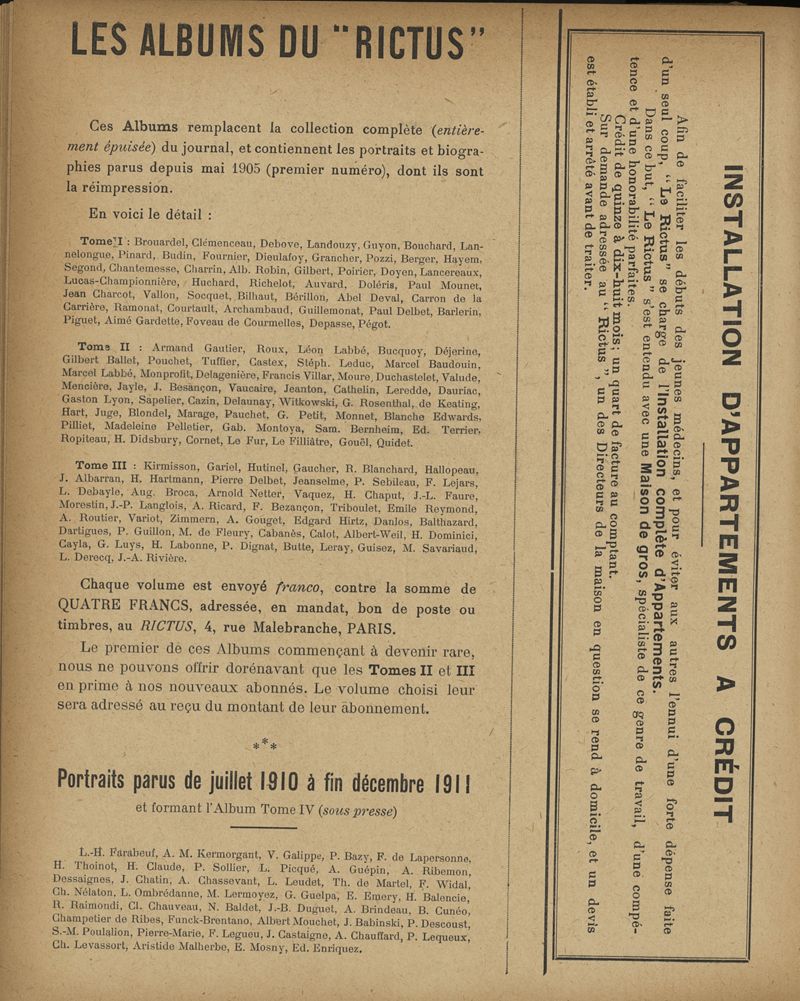 LES ALBUMS DU "RICTUS"
Ces Albums remplacent la collection complète (entière-
ment épuisée) du journal, et contiennent les portraits et biogra-
phies parus depuis mai 1905 (premier numéro), dont ils sont
la réimpression.
En voici le détail :
Tome I : Brouardel, Clémenceau, Debove, Landouzy, Guyon, Bouchard, Lan-
nelongue, Pinard, Budin, Fournier, Dieulafoy, Grancher, Pozzi, Berger, Hayem,
Segond, Chantemesse, Charrin, Alb. Robin, Gilbert, Poirier, Doyen, Lancereaux,
Lucas-Championnière, Huchard, Richelot, Auvard, Doléris, Paul Mounet,
Jean Charcot, Vallon, Socquet, Bilhaut, Bérillon, Abel Deval, Carron de la
Carrière, Ramonat, Courtault, Archambaud, Guillemonat, Paul Delbet, Barlerin,
Piguet, Aimé Gardette, Foveau de Courmelles, Depasse, Pégot.
Tome II : Armand Gautier, Roux, Léon Labbé, Bucquoy, Déjerine,
Gilbert Ballet, Pouchet, Tuffier, Castex, Stéph. Leduc, Marcel Baudouin,
Marcel Labbé, Monprofit, Delagenière, Francis Villar, Moure, Duchastelet, Valude,
Mencière, Jayle, J. Besançon, Vaucaire, Jeanton, Cathelin, Leredde, Dauriac,
Gaston Lyon, Sapelier, Cazin, Delaunay, Witkowski, G. Rosenthal, de Keating,
Hart, Juge, Blondel, Marage, Pauchet, G. Petit, Monnet, Blanche Edwards,
Pilliet, Madeleine Pelletier, Gab. Montoya, Sam. Bernheim, Ed. Terrier,
Ropiteau, H. Didsbury, Cornet, Le Fur, Le Filliâtre, Gouël, Quidet.
Tome III : Kirmisson, Gariel, Hutinel, Gaucher, R. Blanchard, Hallopeau,
J. Albarran, H. Hartmann, Pierre Delbet, Jeanselme, P. Sebileau, F. Lejars,
L. Debayle, Aug. Broca, Arnold Netter, Vaquez, H. Chaput, J.-L. Faure,
Morestin, J.-P. Langlois, A. Ricard, F. Bezançon, Triboulet, Emile Reymond,
A. Routier, Variot, Zimmern, A. Gouget, Edgard Hirtz, Danlos, Balthazard,
Dartigues, P. Guillon, M. de Fleury, Cabanès, Calot, Albert-Weil, H. Dominici,
Cayla, G. Luys, H. Labonne, P. Dignat, Butte, Leray, Guisez, M. Savariaud,
L. Derecq, J.-A. Rivière.
Chaque volume est envoyé franco, contre la somme de
QUATRE FRANCS, adressée, en mandat, bon de poste ou
timbres, au RICTUS, 4, rue Malebranche, PARIS.
Le premier de ces Albums commençant à devenir rare,
nous ne pouvons offrir dorénavant que les Tomes II et III
en prime à nos nouveaux abonnés. Le volume choisi leur
sera adressé au reçu du montant de leur abonnement.
***
Portraits parus de juillet 1910 à fin décembre 1911
et formant l'Album Tome IV (sous presse)
L.-H. Farabeuf, A. M. Kermorgant, V. Galippe, P. Bazy, F. de Lapersonne,
H. Thoinot, H. Claude, P. Sollier, L. Picqué, A. Guépin, A. Ribemon,
Dessaignes, J. Chatin, A. Chassevant, L. Leudet, Th. de Martel, F. Widal,
Ch. Nélaton, L. Ombrédanne, M. Lermoyez, G. Guelpa, E. Emery, H. Balencie,
R. Raimondi, Cl. Chauveau, N. Baldet, J.-B. Duguet, A. Brindeau, B. Cunéo,
Champetier de Ribes, Funck-Brentano, Albert Mouchet, J. Babinski, P. Descoust,
S.-M. Poulalion, Pierre-Marie, F. Legueu, J. Castaigne, A. Chauffard, P. Lequeux,
Ch. Levassort, Aristide Malherbe, E. Mosny, Ed. Enriquez.
INSTALLATION D'APPARTEMENTS A CRÉDIT
Afin de faciliter les débuts des jeunes médecins, et pour éviter aux autres l'ennui d'une forte dépense faite
d'un seul coup, "Le Rictus" se charge de l'Installation complète d'Appartements.
Dans ce but, "Le Rictus" s'est entendu avec une Maison de gros, spécialiste de ce genre de travail, d'une compé-
tence et d'une honorabilité parfaites.
Crédit de quinze à dix-huit mois; un quart de facture au comptant.
Sur demande adressée au "Rictus", un des Directeurs de la maison en question se rend à domicile, et un devis
est établi et arrêté avant de traiter.